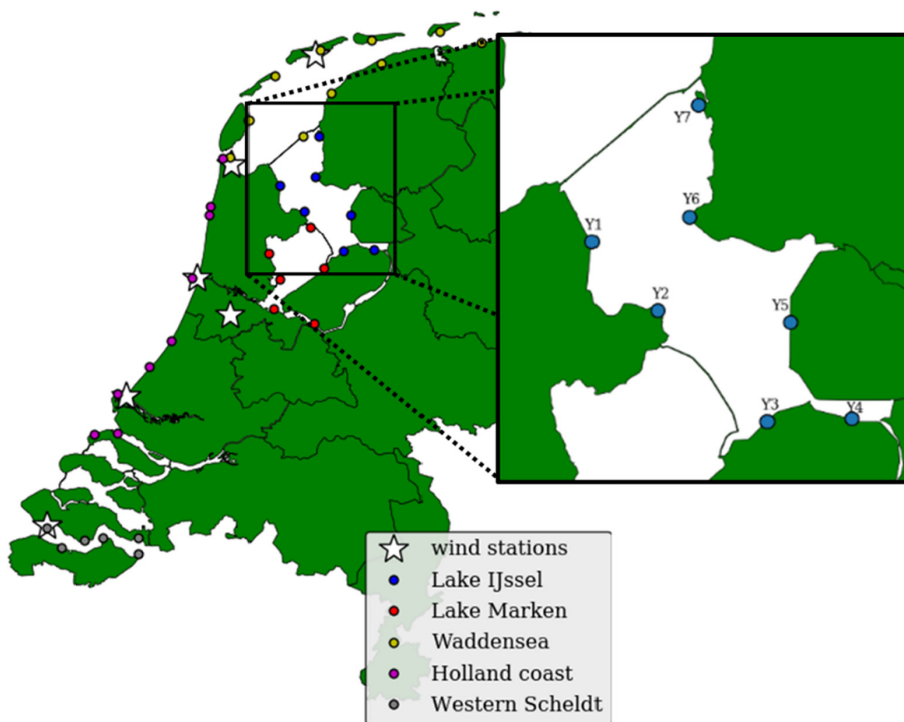 Y7
Y6
Y1
Y2
Y5
Y3
Y4
wind stations
Lake IJssel
Lake Marken
Waddensea
Holland coast
Western Scheldt